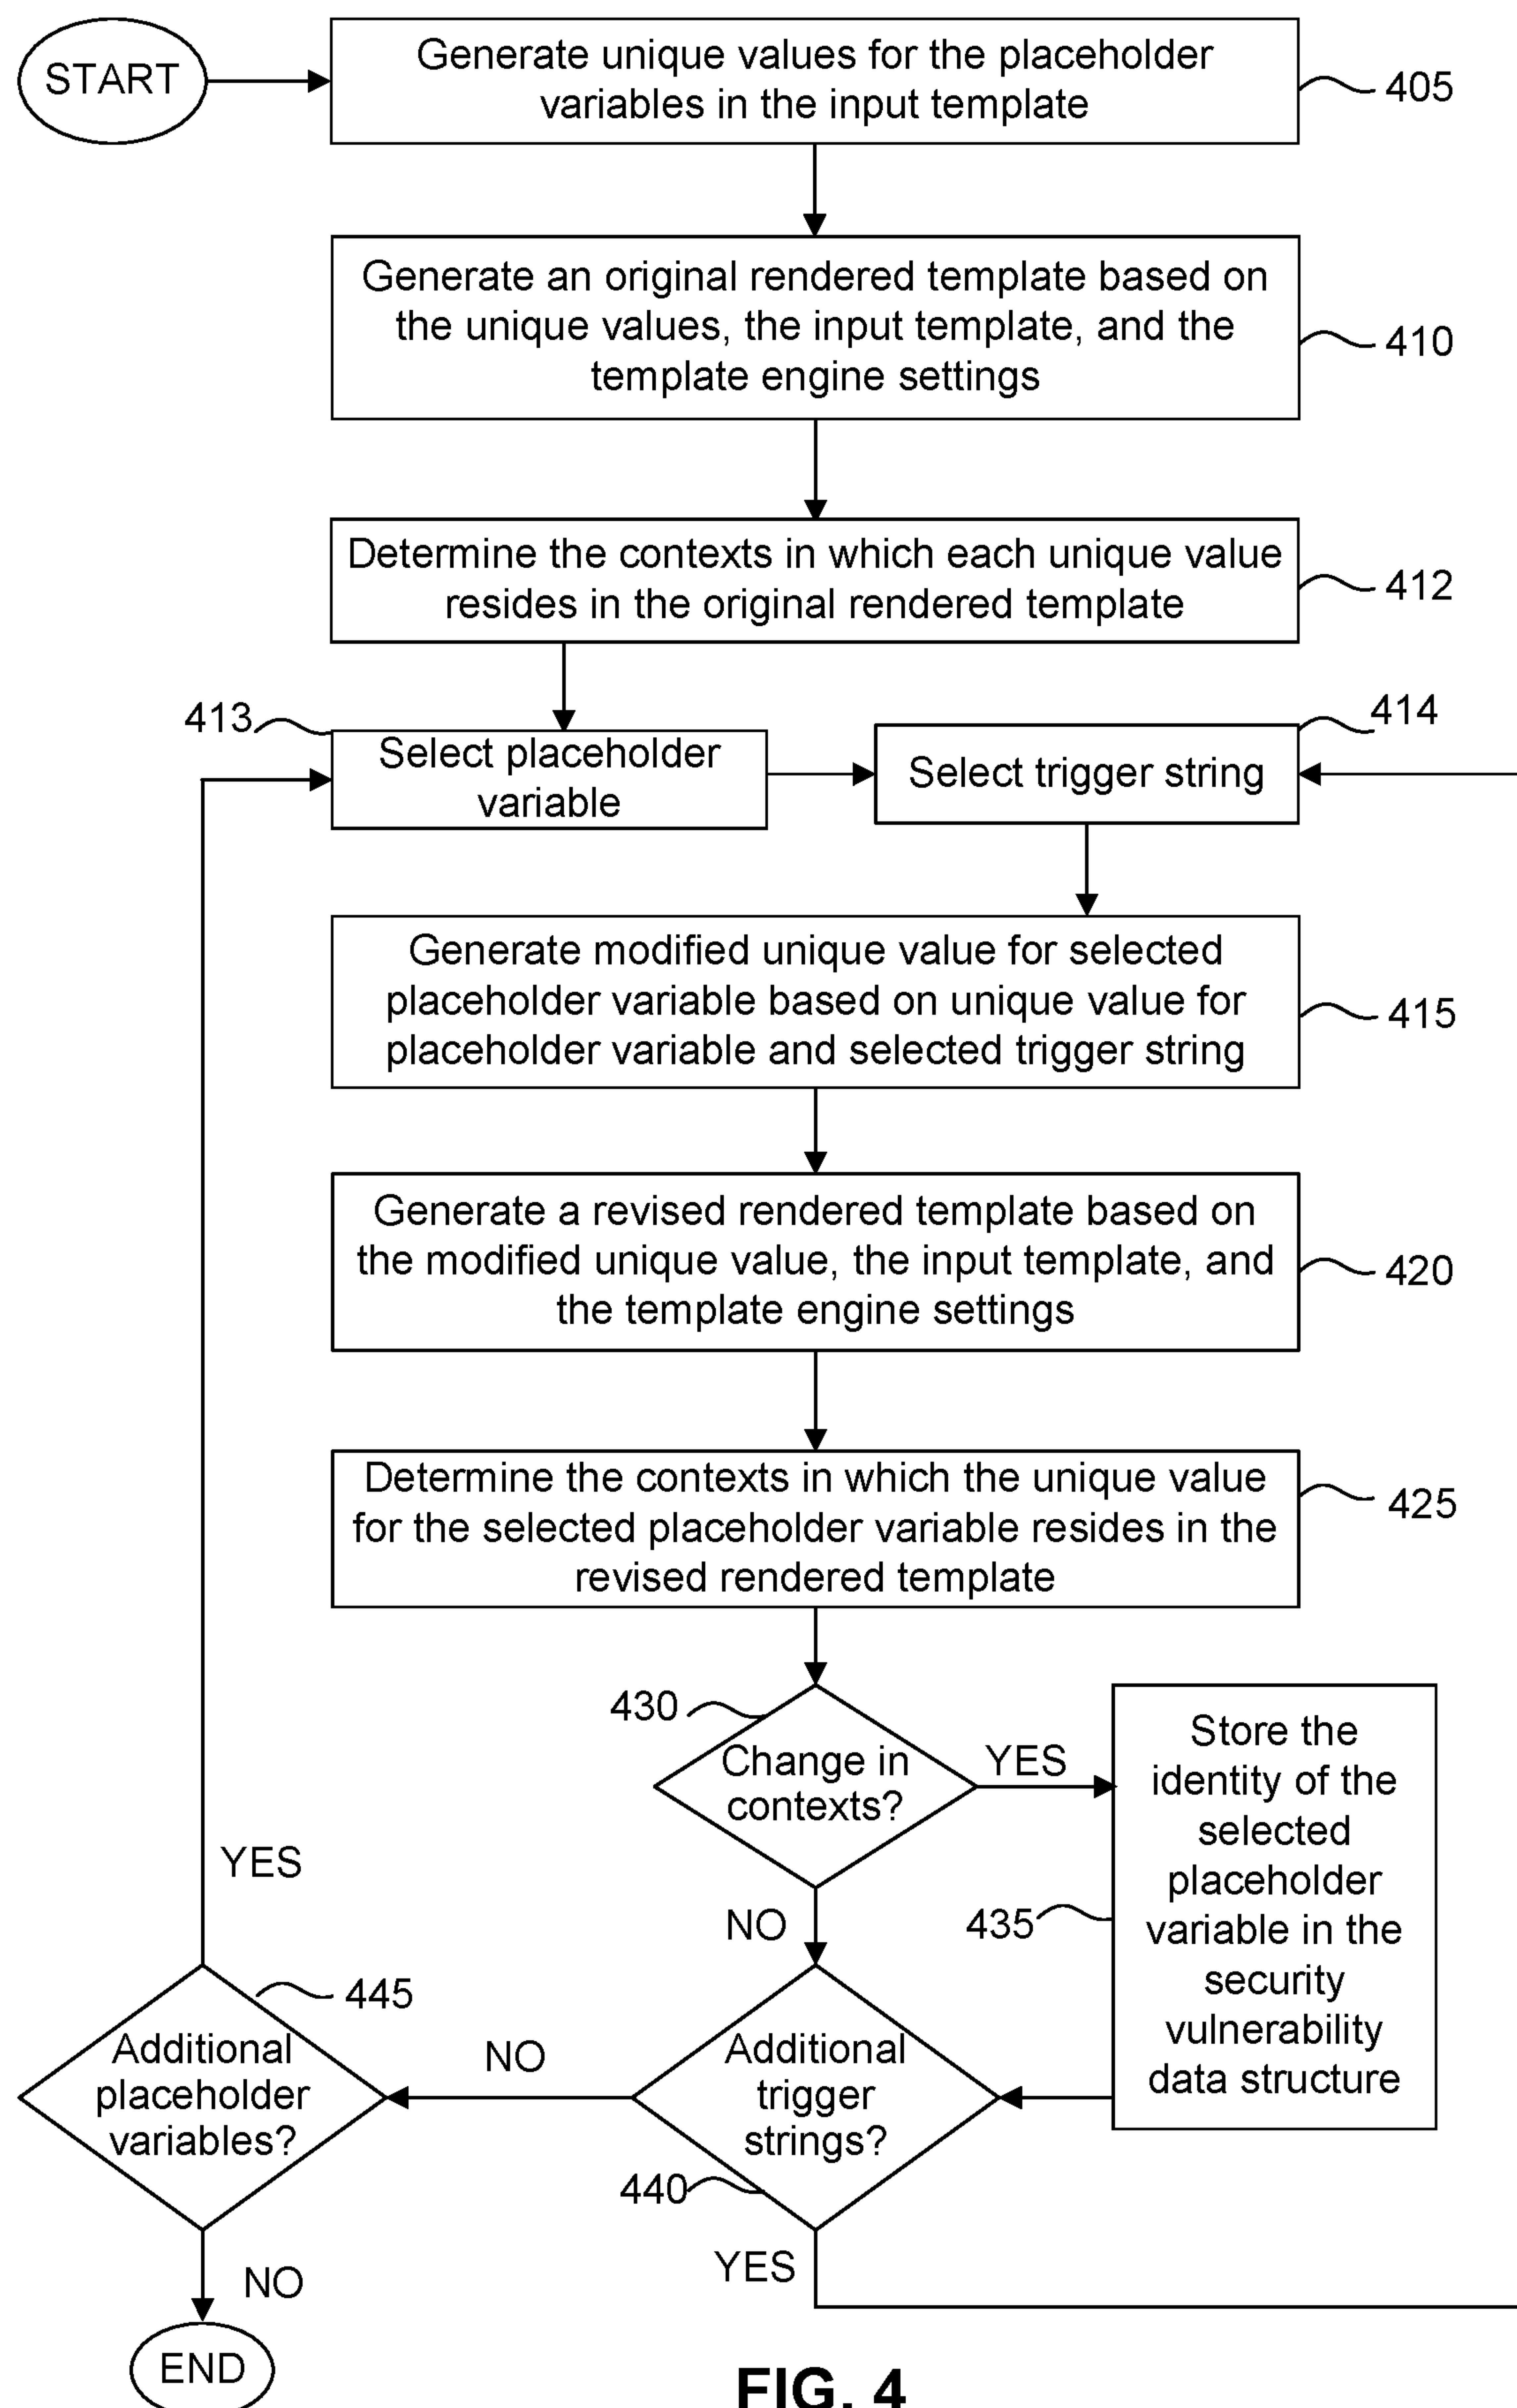 START
Generate unique values for the placeholder
variables in the input template
405
Generate an original rendered template based on
the unique values, the input template, and the
template engine settings
410
Determine the contexts in which each unique value
resides in the original rendered template
412
413
Select placeholder
variable
414
Select trigger string
Generate modified unique value for selected
placeholder variable based on unique value for
placeholder variable and selected trigger string
415
Generate a revised rendered template based on
the modified unique value, the input template, and
the template engine settings
420
Determine the contexts in which the unique value
for the selected placeholder variable resides in the
revised rendered template
425
430
Change in
contexts?
YES
NO
Store the
identity of the
selected
placeholder
variable in the
security
vulnerability
data structure
435
YES
445
Additional
placeholder
variables?
NO
Additional
trigger
strings?
440
YES
NO
END
FIG. 4